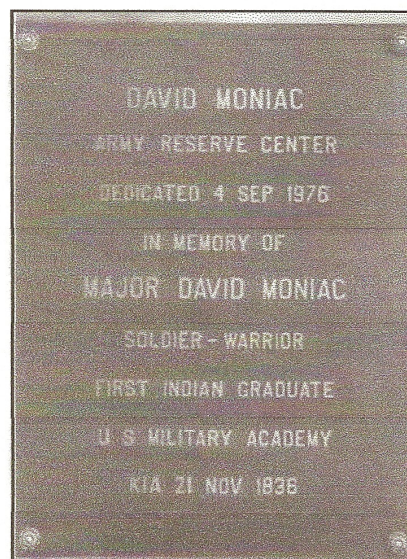 DAVID MONIAC
ARMY RESERVE CENTER
DEDICATED 4 SEP 1976
IN MEMORY OF
MAJOR DAVID MONIAC
SOLDIER-WARRIOR
FIRST INDIAN GRADUATE
U S MILITARY ACADEMY
KIA 21 NOV 1836